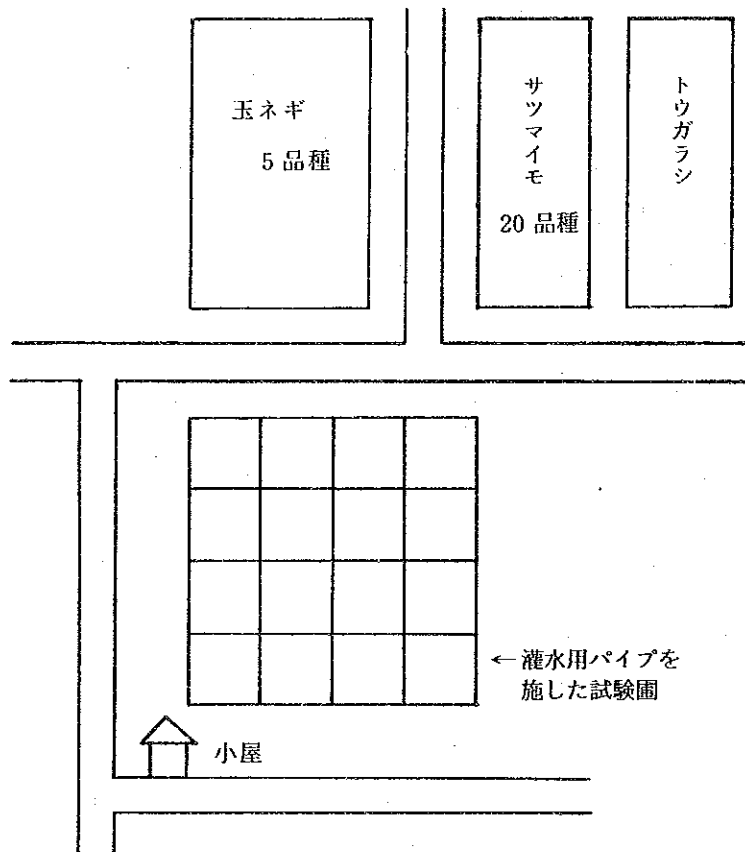 玉ネギ
5品種
サツマイモ
20品種
トウガラシ
←灌水用パイプを
施した試験圃
小屋